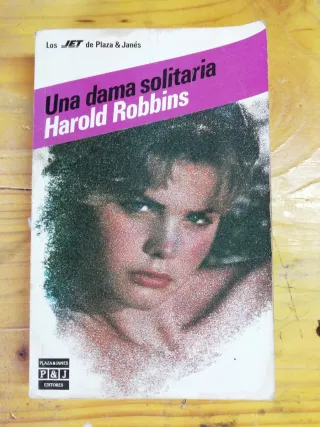 Los JET de Plaza & Janés
Una dama solitaria
Harold Robbins
PLAZA & JANES
P&J
EDITORES